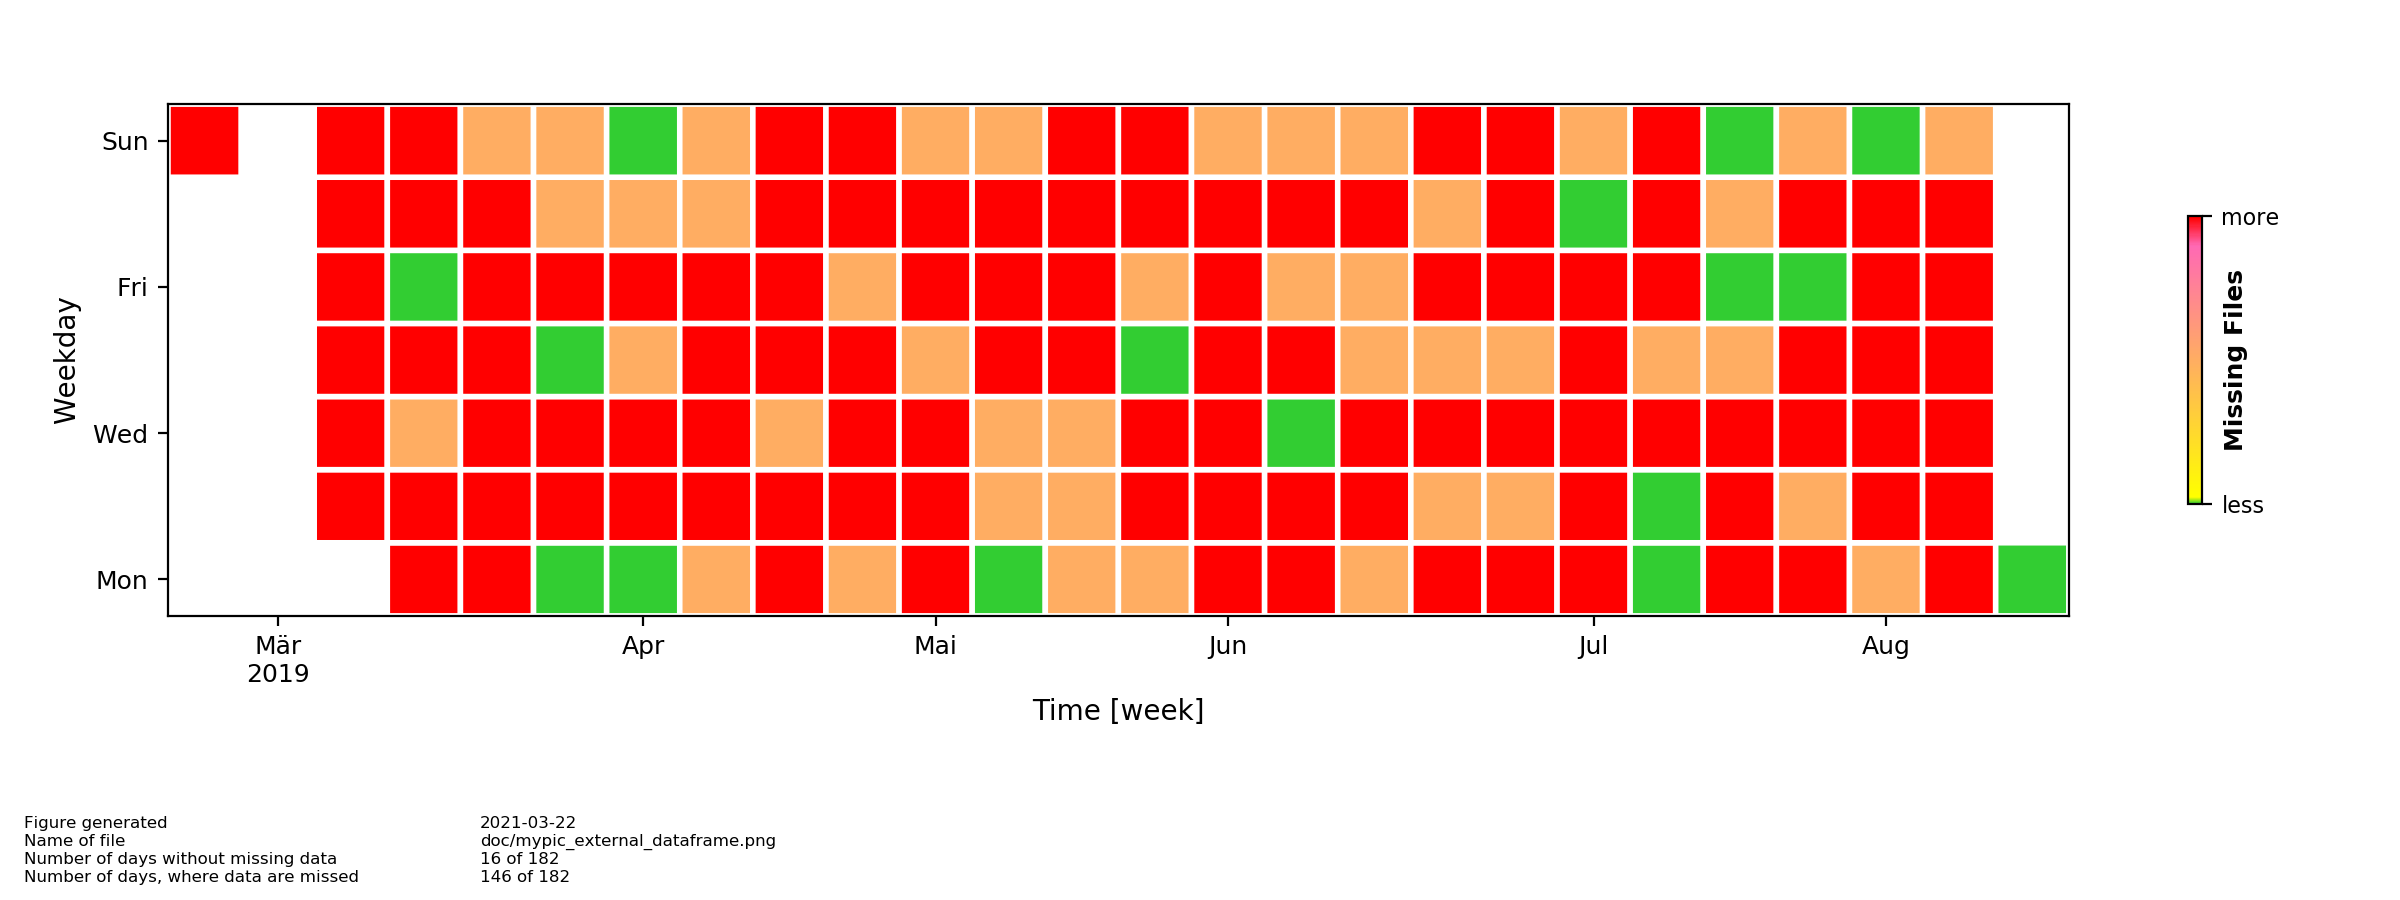 Sun
Fri
Wed
Mon
Weekday
Mär
2019
Apr
Mai
Jun
Jul
Aug
Time [week]
more
Missing Files
less
Figure generated 2021-03-22
Name of file doc/mypic_external_dataframe.png
Number of days without missing data 16 of 182
Number of days, where data are missed 146 of 182